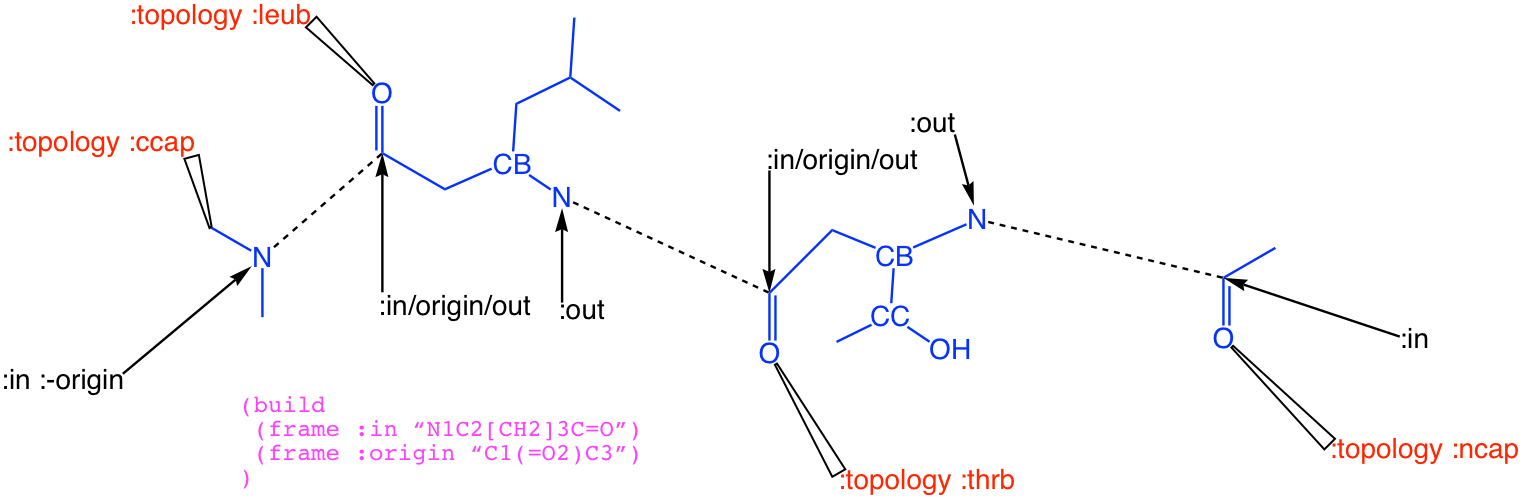 :topology :leub
O
:out
:topology :ccap
:in/origin/out
CB
N
N
CB
N
:in/origin/out
:out
CC
OH
O
O
:in
:in :-origin
(build
(frame :in “N1C2[CH2]3C=O”)
(frame :origin “C1(=O2)C3”)
)
:topology :ncap
:topology :thrb